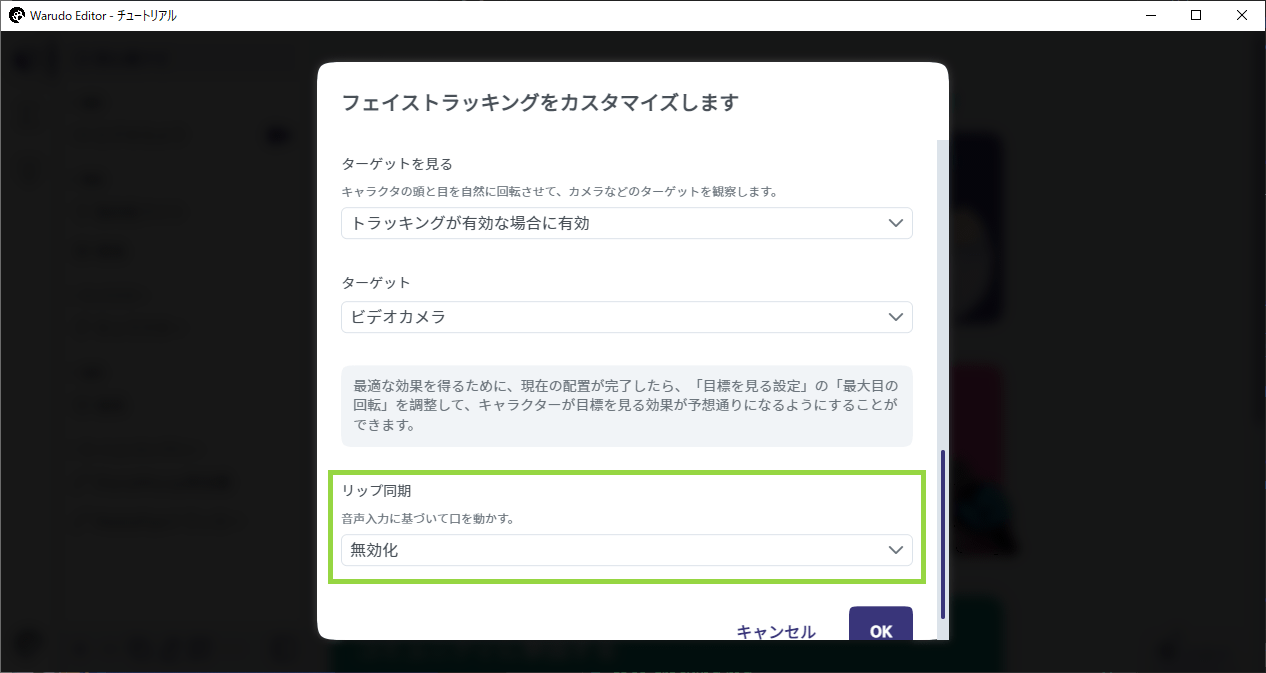 Warudo Editor - チュートリアル
フェイストラッキングをカスタマイズします
ターゲットを見る
キャラクタの頭と目を自然に回転させて、カメラなどのターゲットを観察します。
トラッキングが有効な場合に有効
ターゲット
ビデオカメラ
最適な効果を得るために、現在の配置が完了したら、「目標を見る設定」の「最大目の
回転」を調整して、キャラクターが目標を見る効果が予想通りになるようにすることが
できます。
リップ同期
音声入力に基づいて口を動かす。
無効化
キャンセル
OK